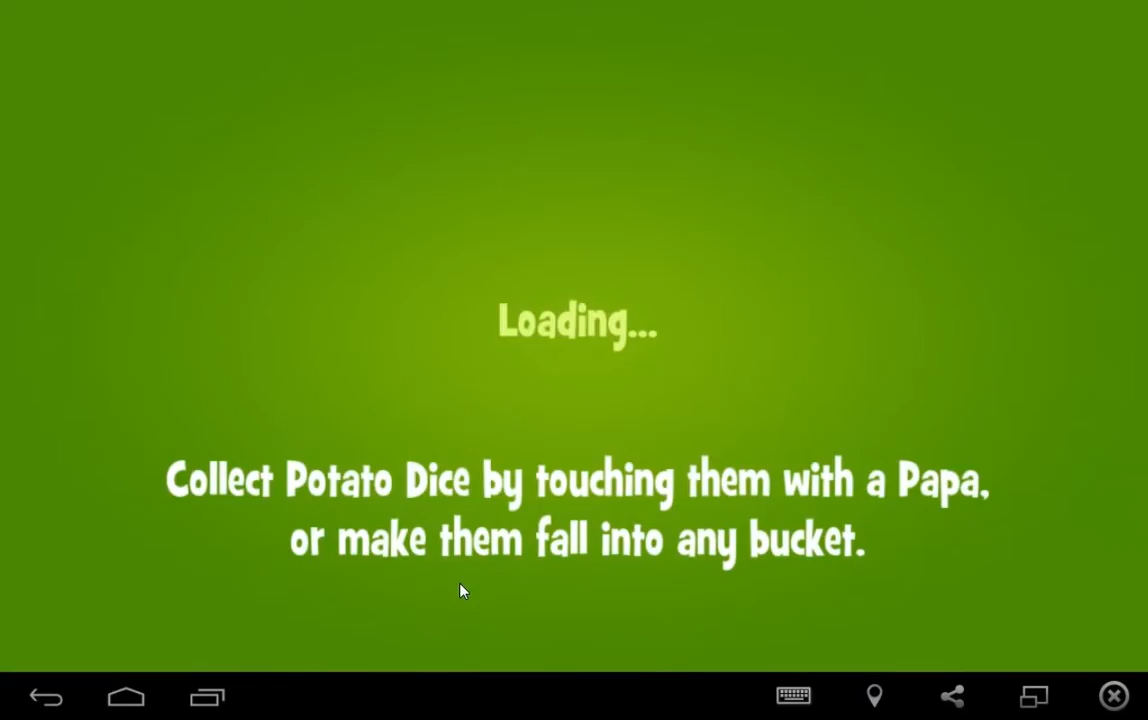 Loading...
Collect Potato Dice by touching them with a Papa,
or make them fall into any bucket.